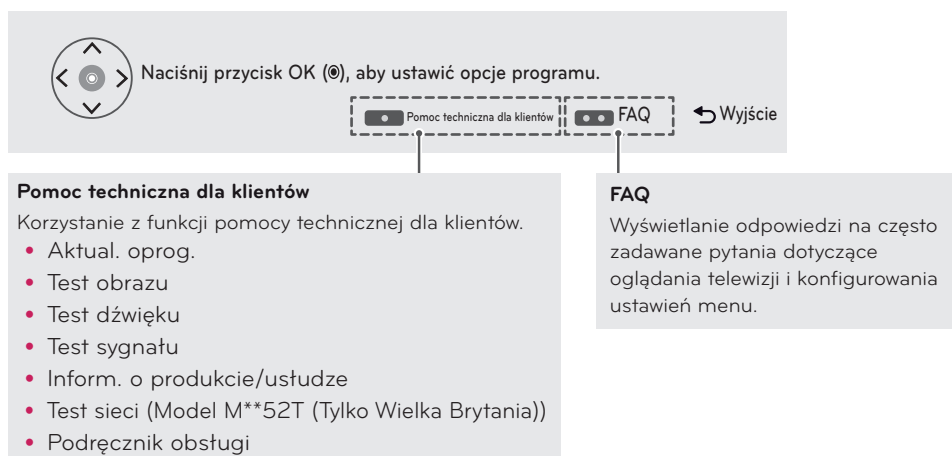 Naciśnij przycisk OK (◉), aby ustawić opcje programu.
Pomoc techniczna dla klientów
FAQ
Wyjście
Pomoc techniczna dla klientów
Korzystanie z funkcji pomocy technicznej dla klientów.
• Aktual. oprog.
• Test obrazu
• Test dźwięku
• Test sygnału
• Inform. o produkcie/usłudze
• Test sieci (Model M**52T (Tylko Wielka Brytania))
• Podręcznik obsługi
FAQ
Wyświetlanie odpowiedzi na często
zadawane pytania dotyczące
oglądania telewizji i konfigurowania
ustawień menu.